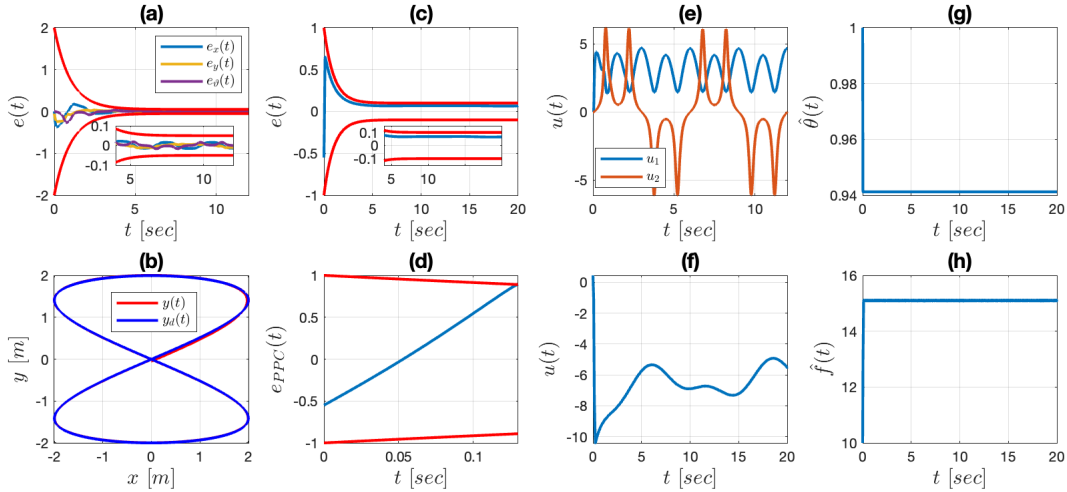 (a)
2
1
0
-1
-2
e(t)
e_x(t)
e_y(t)
e_ϑ(t)
0.1
0
-0.1
5
10
0
5
10
t [sec]
(c)
1
0.5
0
-0.5
-1
e(t)
0.1
0
-0.1
5
10
0
5
10
15
20
t [sec]
(e)
5
0
-5
u(t)
u_1
u_2
0
5
10
t [sec]
(g)
1
0.98
0.96
0.94
θ̂(t)
0
5
10
15
20
t [sec]
(b)
2
1
0
-1
-2
y [m]
y(t)
y_d(t)
-2
-1
0
1
2
x [m]
(d)
1
0.5
0
-0.5
-1
e_PPC(t)
0
0.05
0.1
t [sec]
(f)
0
-2
-4
-6
-8
-10
u(t)
0
5
10
15
20
t [sec]
(h)
16
14
12
10
f̂(t)
0
5
10
15
20
t [sec]